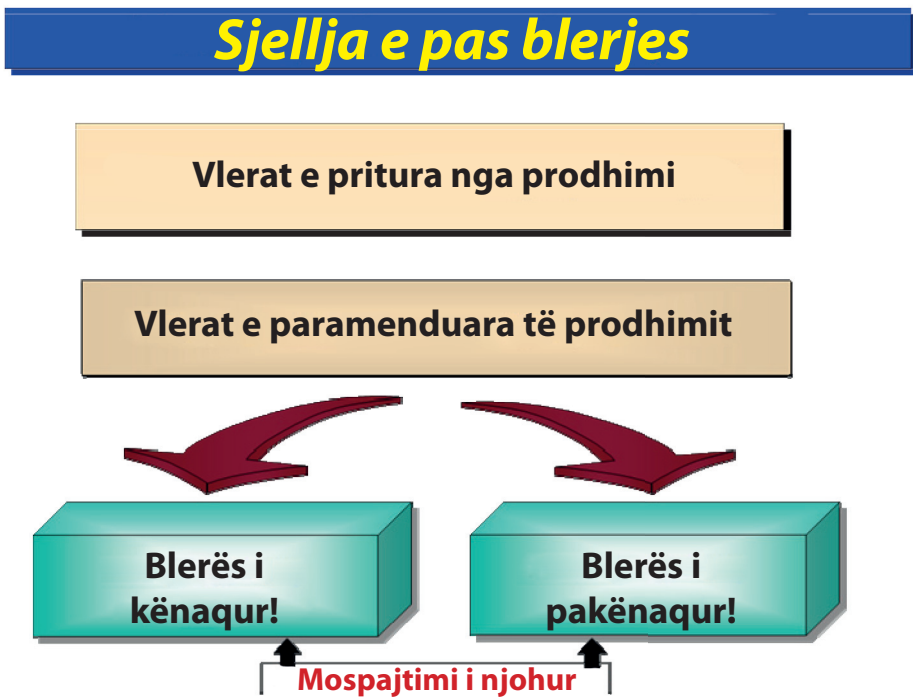 Sjellja e pas blerjes
Vlerat e pritura nga prodhimi
Vlerat e paramenduara të prodhimit
Blerës i
kënaqur!
Blerës i
pakënaqur!
Mospajtimi i njohur